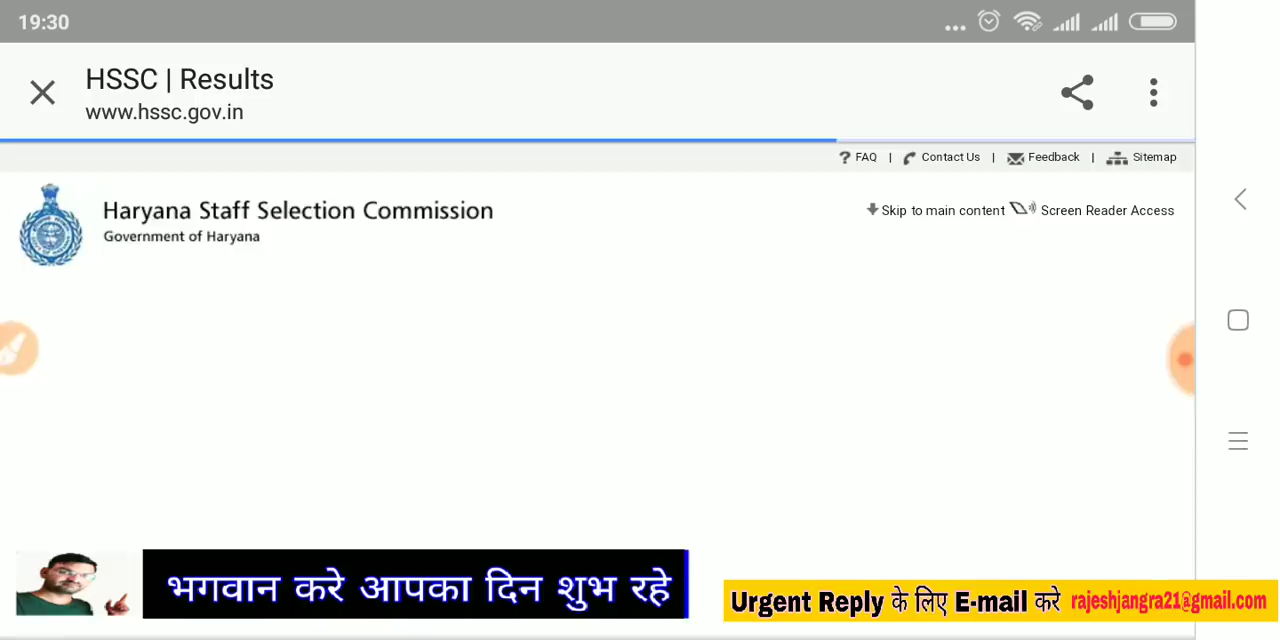 19:30
HSSC | Results
www.hssc.gov.in
? FAQ | Contact Us | Feedback | Sitemap
Haryana Staff Selection Commission
Government of Haryana
Skip to main content Screen Reader Access
भगवान करे आपका दिन शुभ रहे
Urgent Reply के लिए E-mail करे rajeshjangra21@gmail.com